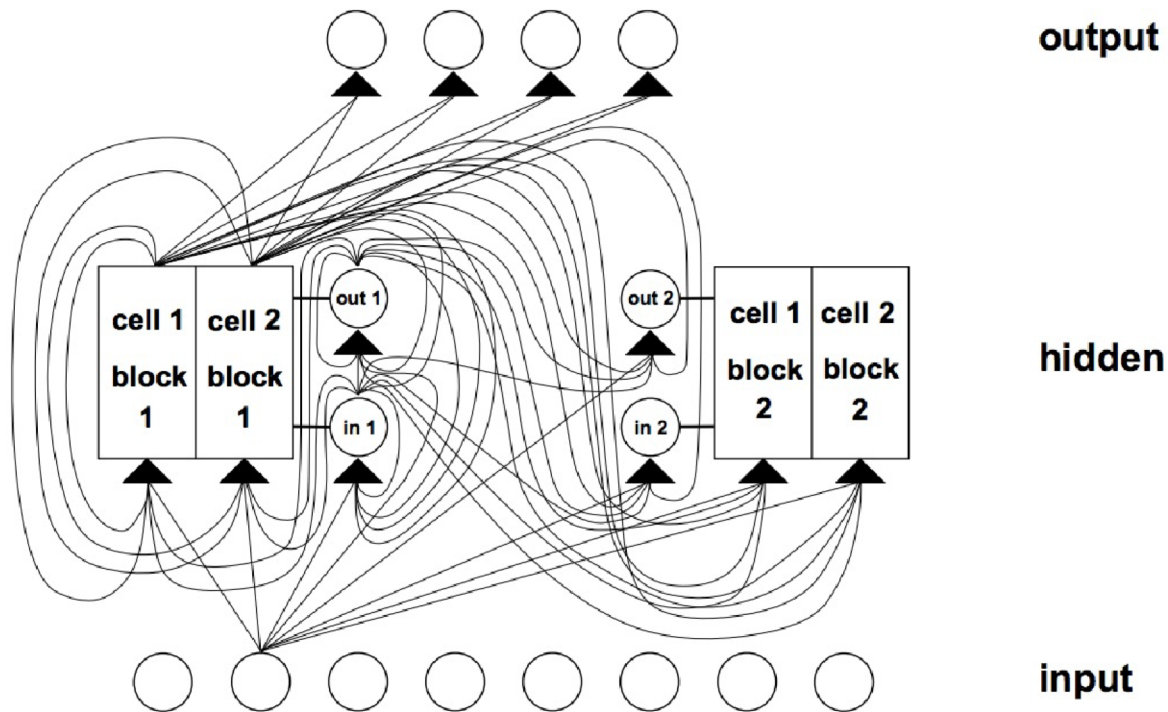 output
cell 1
block
1
cell 2
block
1
out 1
in 1
out 2
in 2
cell 1
block
2
cell 2
block
2
hidden
input